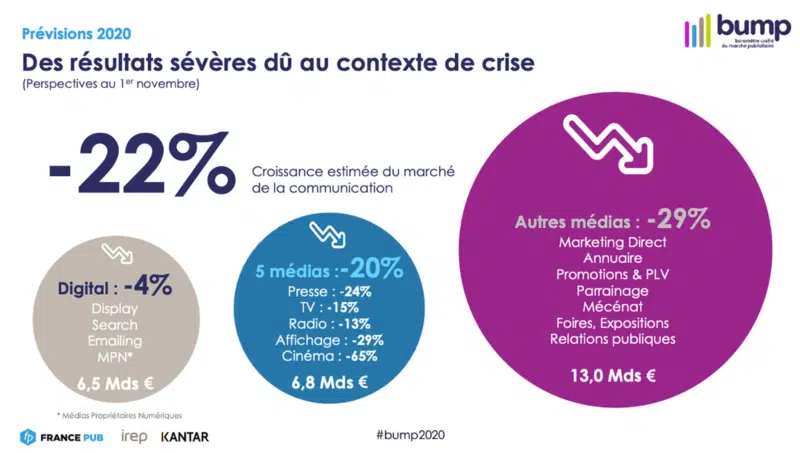 Prévisions 2020
bump
baromètre unifié
du marché publicitaire
Des résultats sévères dû au contexte de crise
(Perspectives au 1er novembre)
-22%
Croissance estimée du marché
de la communication
Digital : -4%
Display
Search
Emailing
MPN*
6,5 Mds €
5 médias :-20%
Presse : -24%
TV : -15%
Radio : -13%
Affichage : -29%
Cinéma : -65%
6,8 Mds €
Autres médias : -29%
Marketing Direct
Annuaire
Promotions & PLV
Parrainage
Mécénat
Foires, Expositions
Relations publiques
13,0 Mds €
* Médias Propriétaires Numériques
fp FRANCE PUB irep KANTAR
#bump2020